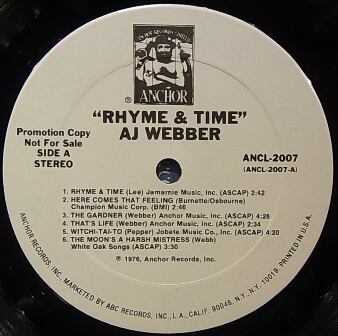 ANCHOR
"RHYME & TIME"
AJ WEBBER
Promotion Copy
Not For Sale
SIDE A
STEREO
ANCL-2007
(ANCL-2007-A)
1. RHYME & TIME (Lee) Jamarnie Music, Inc. (ASCAP) 2:42
2. HERE COMES THAT FEELING (Burnette/Osbourne)
Champion Music Corp. (BMI) 2:46
3. THE GARDNER (Webber) Anchor Music, Inc. (ASCAP) 4:26
4. THAT'S LIFE (Webber) Anchor Music, Inc. (ASCAP) 2:34
5. WITCHI-TAI-TO (Pepper) Jobete Music Co., Inc. (ASCAP) 4:20
6. THE MOON'S A HARSH MISTRESS (Webb)
White Oak Songs (ASCAP) 3:04
℗ 1976, Anchor Records, Inc.
ANCHOR RECORDS, INC. MARKETED BY ABC RECORDS, INC., L.A., CALIF. 90048, N.Y., N.Y. 10019. PRINTED IN U.S.A.